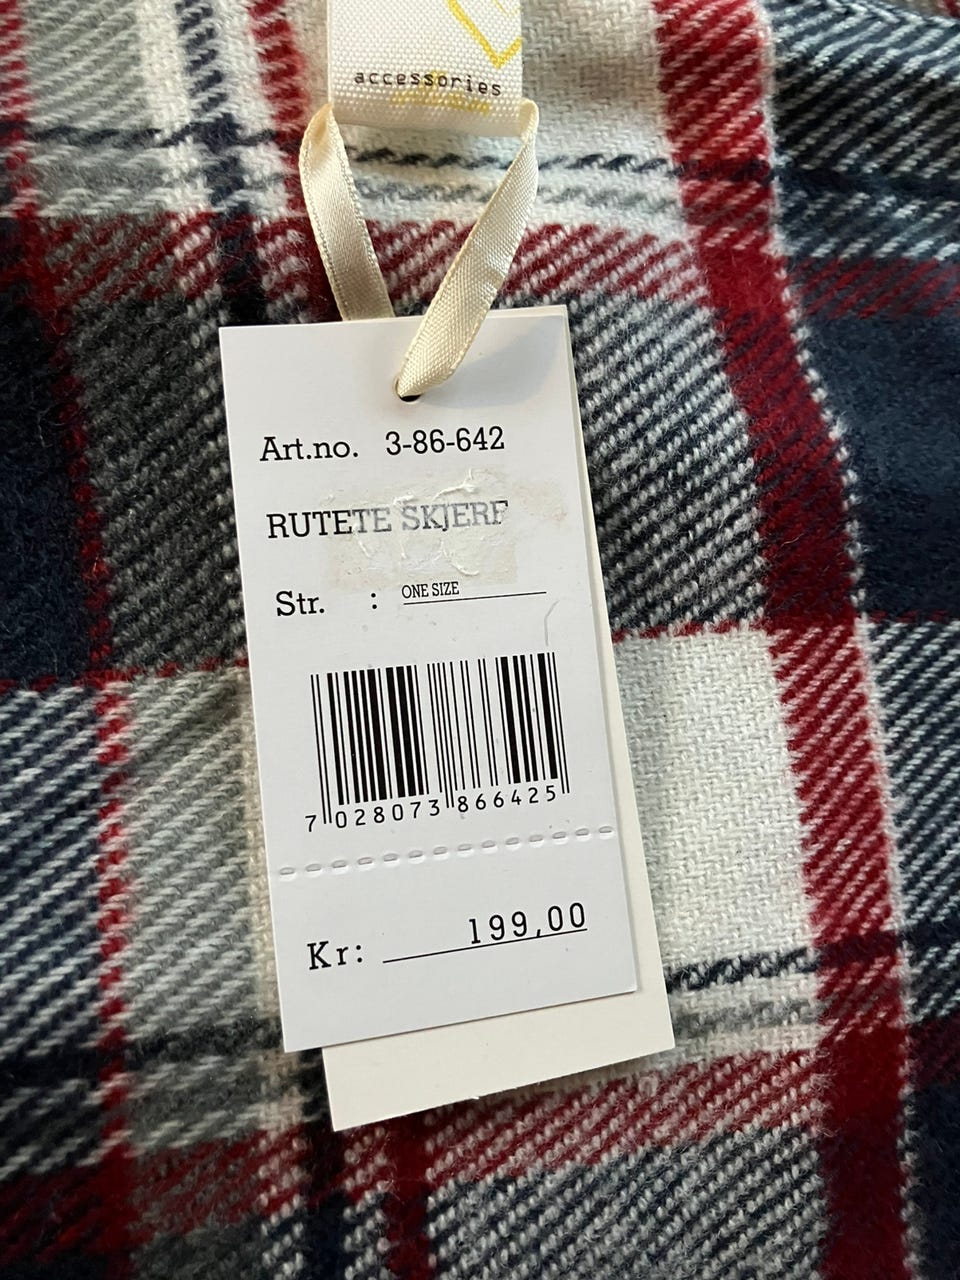 accessories
Art.no. 3-86-642
RUTETE SKJERF
Str. : ONE SIZE
7 028073 866425
Kr: 199,00